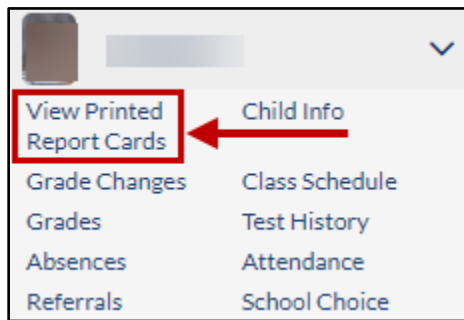 View Printed
Report Cards
Child Info
Grade Changes
Class Schedule
Grades
Test History
Absences
Attendance
Referrals
School Choice